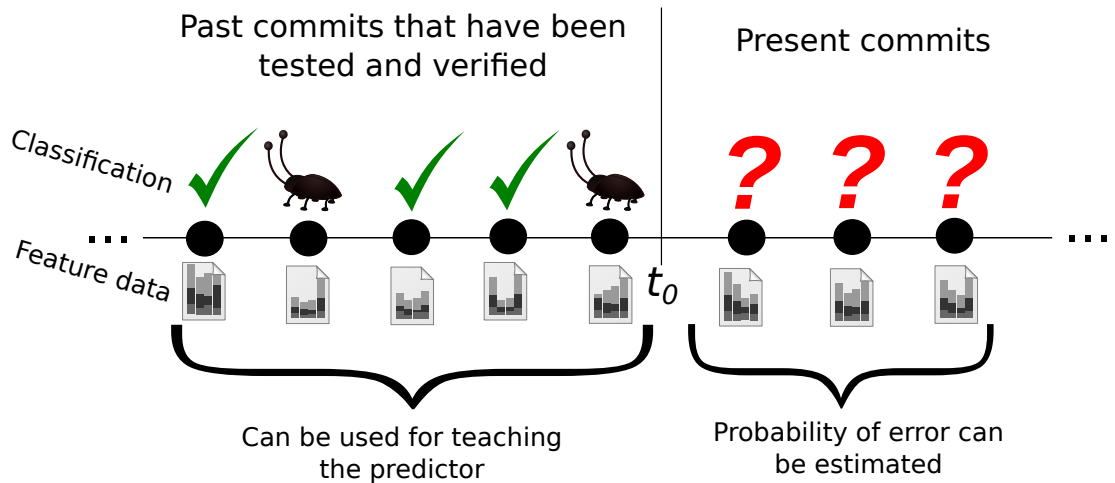 Past commits that have been
tested and verified
Present commits
Classification
? ? ?
...
...
Feature data
t0
Can be used for teaching
the predictor
Probability of error can
be estimated